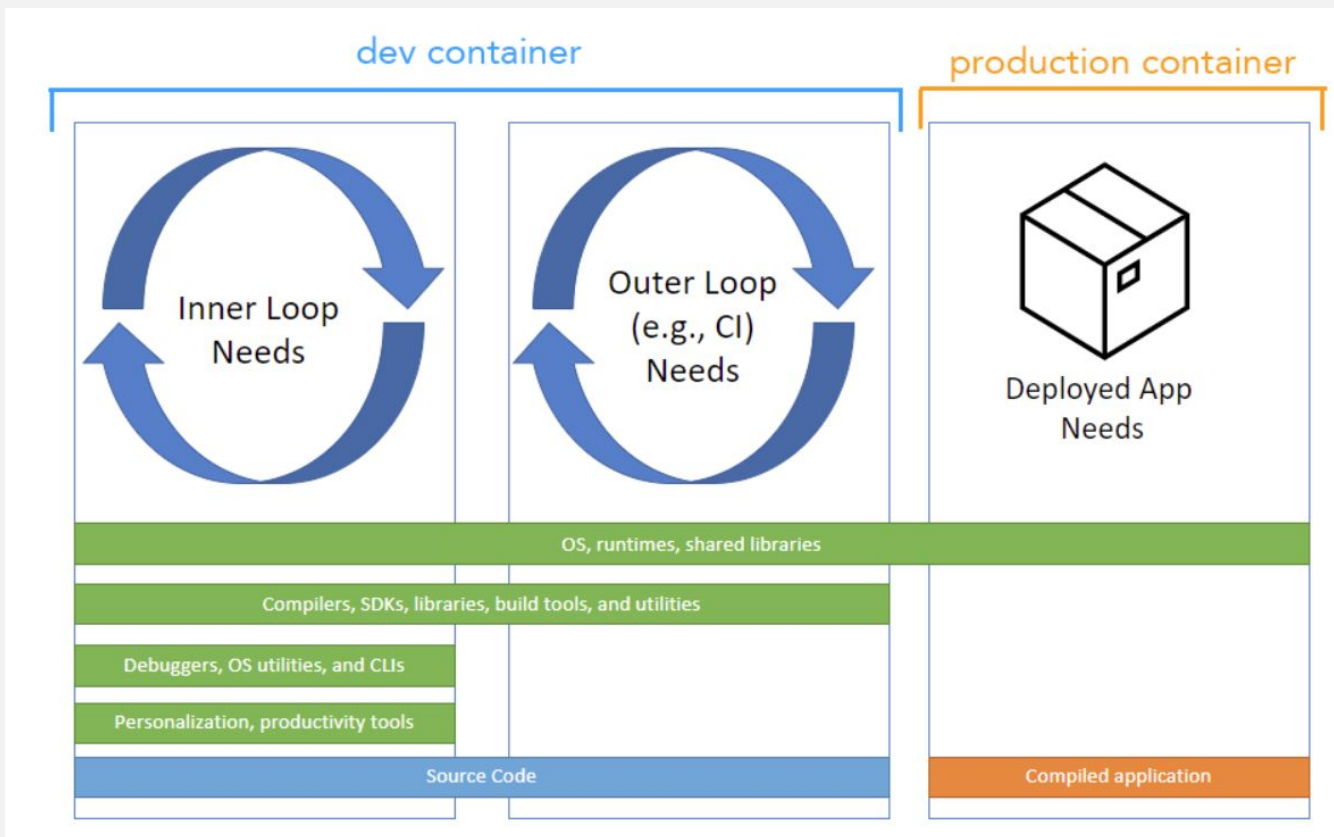 dev container
production container
Inner Loop
Needs
Outer Loop
(e.g., CI)
Needs
Deployed App
Needs
OS, runtimes, shared libraries
Compilers, SDKs, libraries, build tools, and utilities
Debuggers, OS utilities, and CLIs
Personalization, productivity tools
Source Code
Compiled application